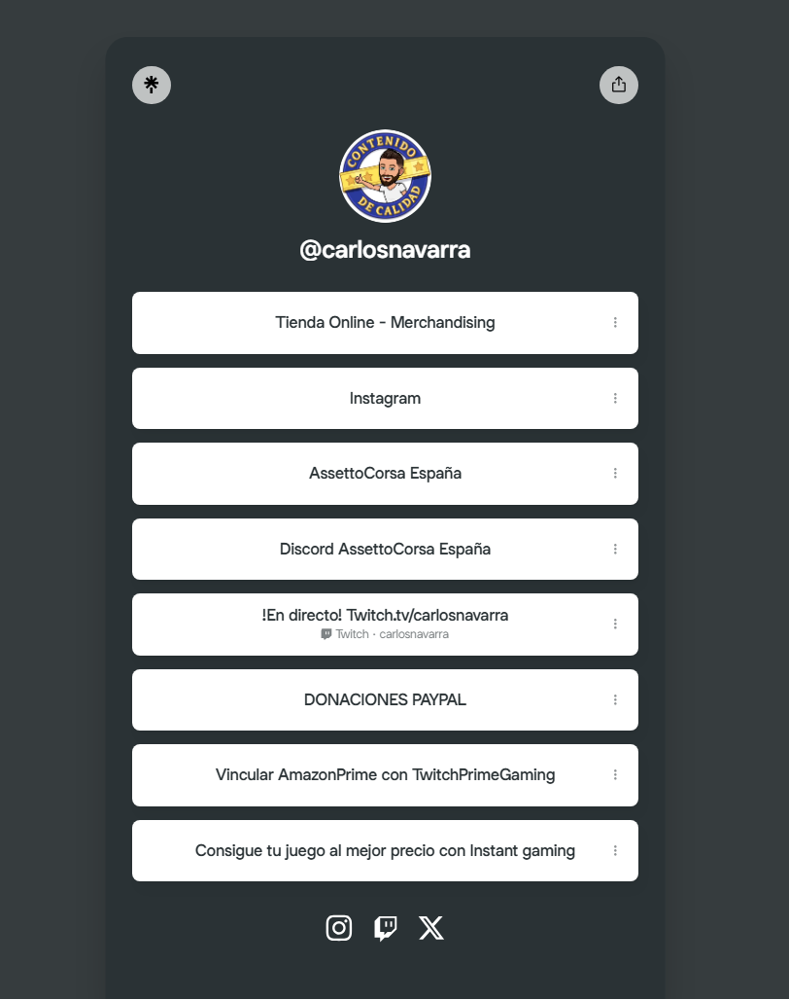 CONTENIDO
DE CALIDAD
@carlosnavarra
Tienda Online - Merchandising
Instagram
AssettoCorsa España
Discord AssettoCorsa España
!En directo! Twitch.tv/carlosnavarra
Twitch · carlosnavarra
DONACIONES PAYPAL
Vincular AmazonPrime con TwitchPrimeGaming
Consigue tu juego al mejor precio con Instant gaming